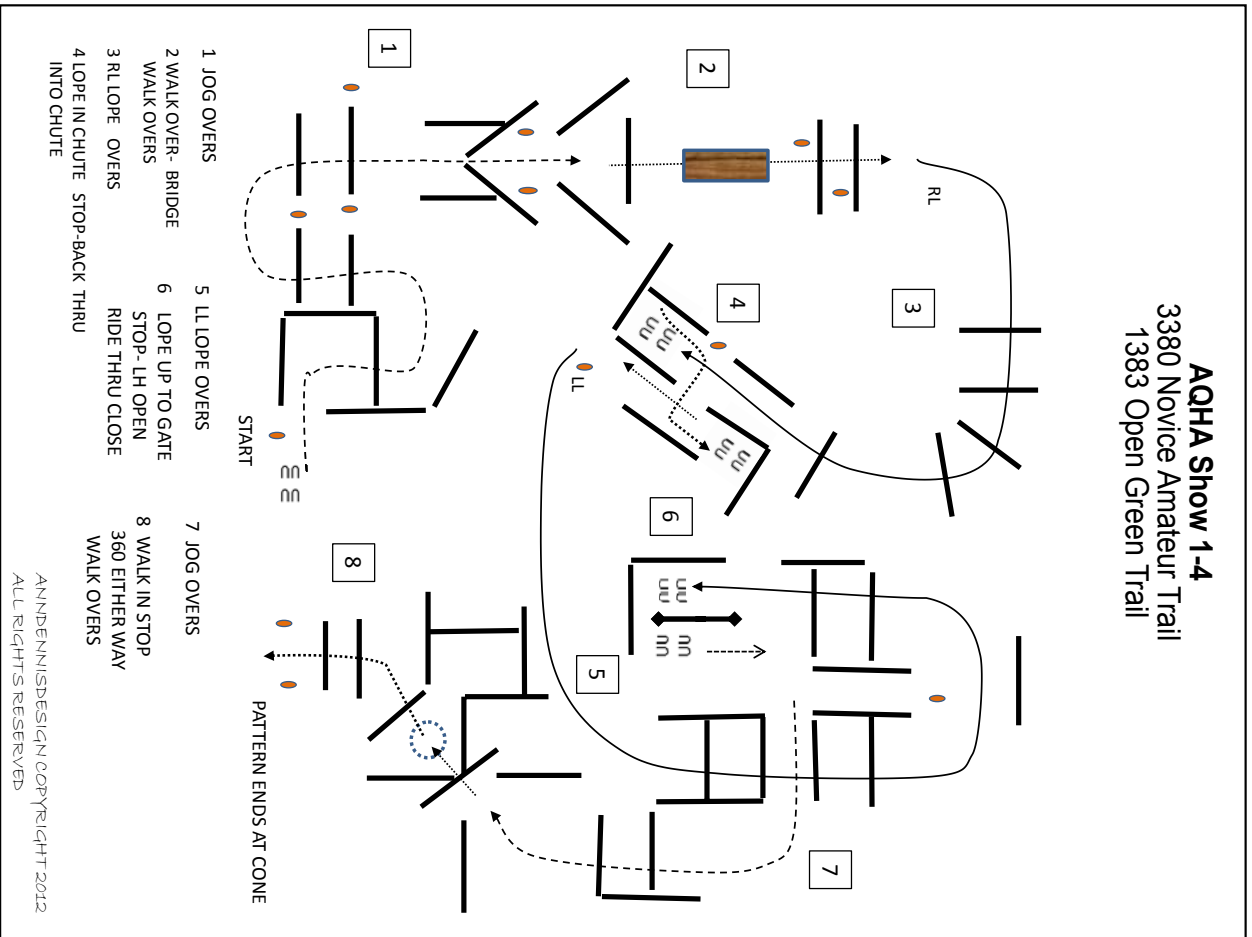 AQHA Show 1-4
3380 Novice Amateur Trail
1383 Open Green Trail
1
2
3
4
5
6
7
8
RL
LL
START
PATTERN ENDS AT CONE
1 JOG OVERS
2 WALK OVER- BRIDGE
WALK OVERS
3 RL LOPE OVERS
4 LOPE IN CHUTE STOP-BACK THRU
INTO CHUTE
5 LL LOPE OVERS
6 LOPE UP TO GATE
STOP- LH OPEN
RIDE THRU CLOSE
7 JOG OVERS
8 WALK IN STOP
360 EITHER WAY
WALK OVERS
ANNDENNISDESIGN COPYRIGHT 2012
ALL RIGHTS RESERVED